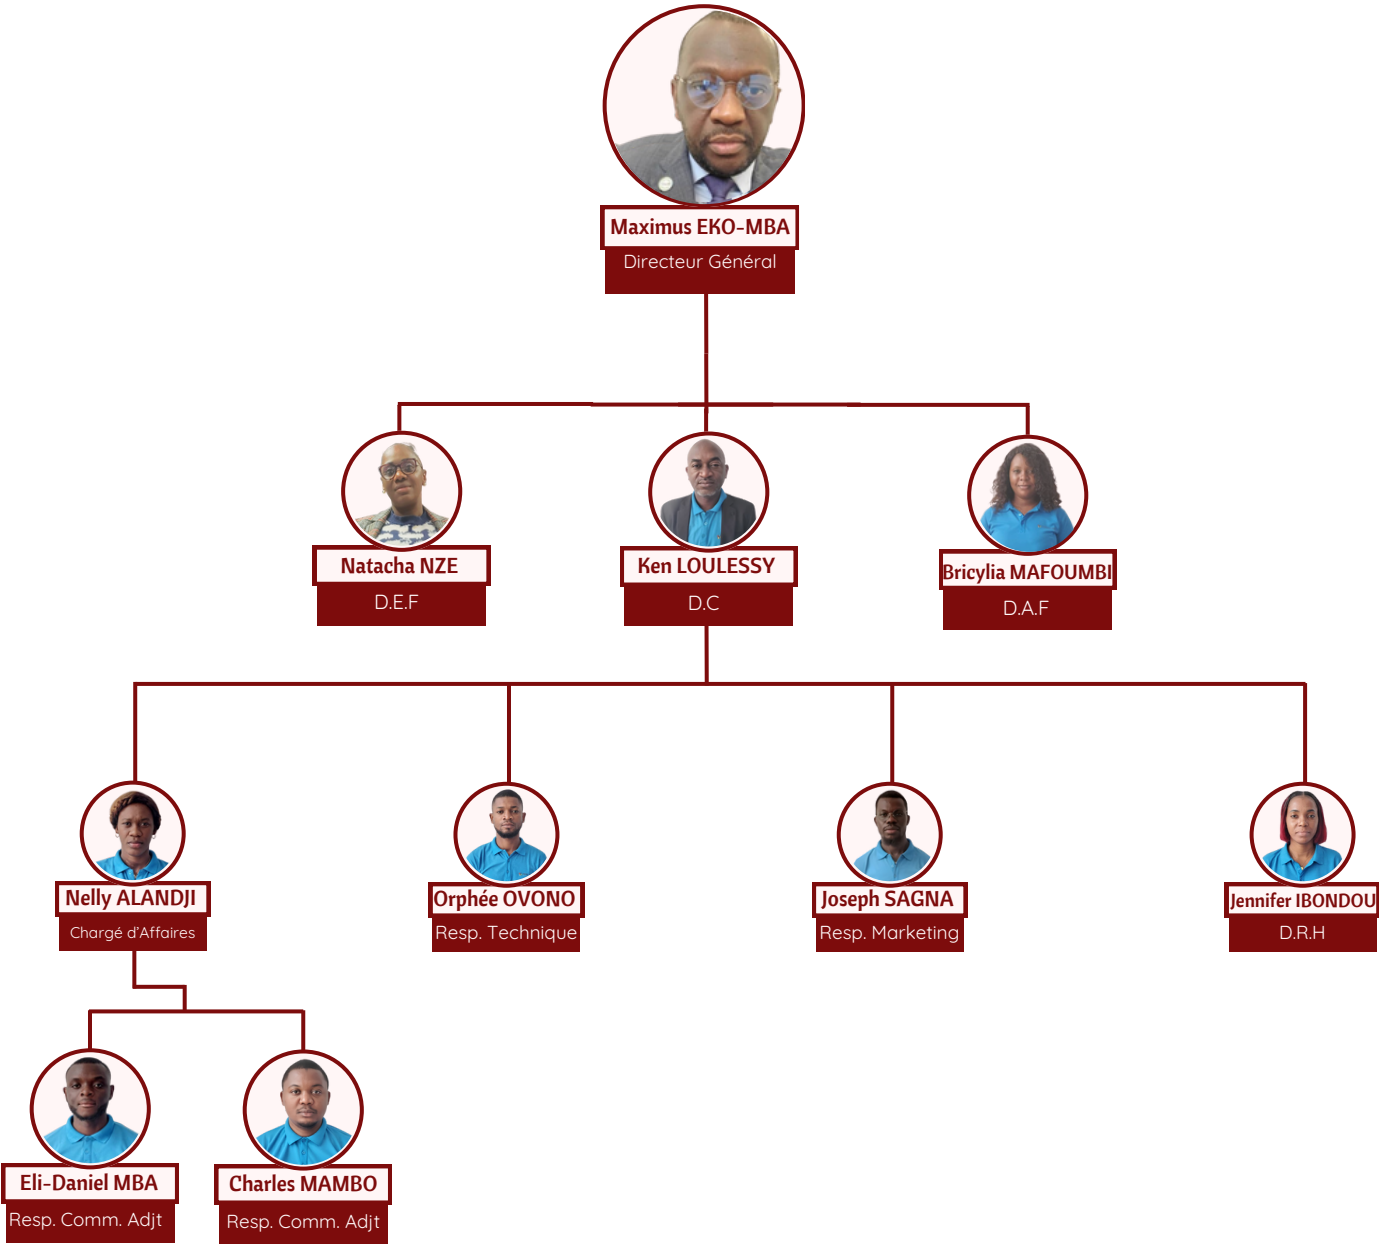 Maximus EKO-MBA
Directeur Général
Natacha NZE
D.E.F
Ken LOULESSY
D.C
Bricylia MAFOUMBI
D.A.F
Nelly ALANDJI
Chargé d'Affaires
Orphée OVONO
Resp. Technique
Joseph SAGNA
Resp. Marketing
Jennifer IBONDOU
D.R.H
Eli-Daniel MBA
Resp. Comm. Adjt
Charles MAMBO
Resp. Comm. Adjt